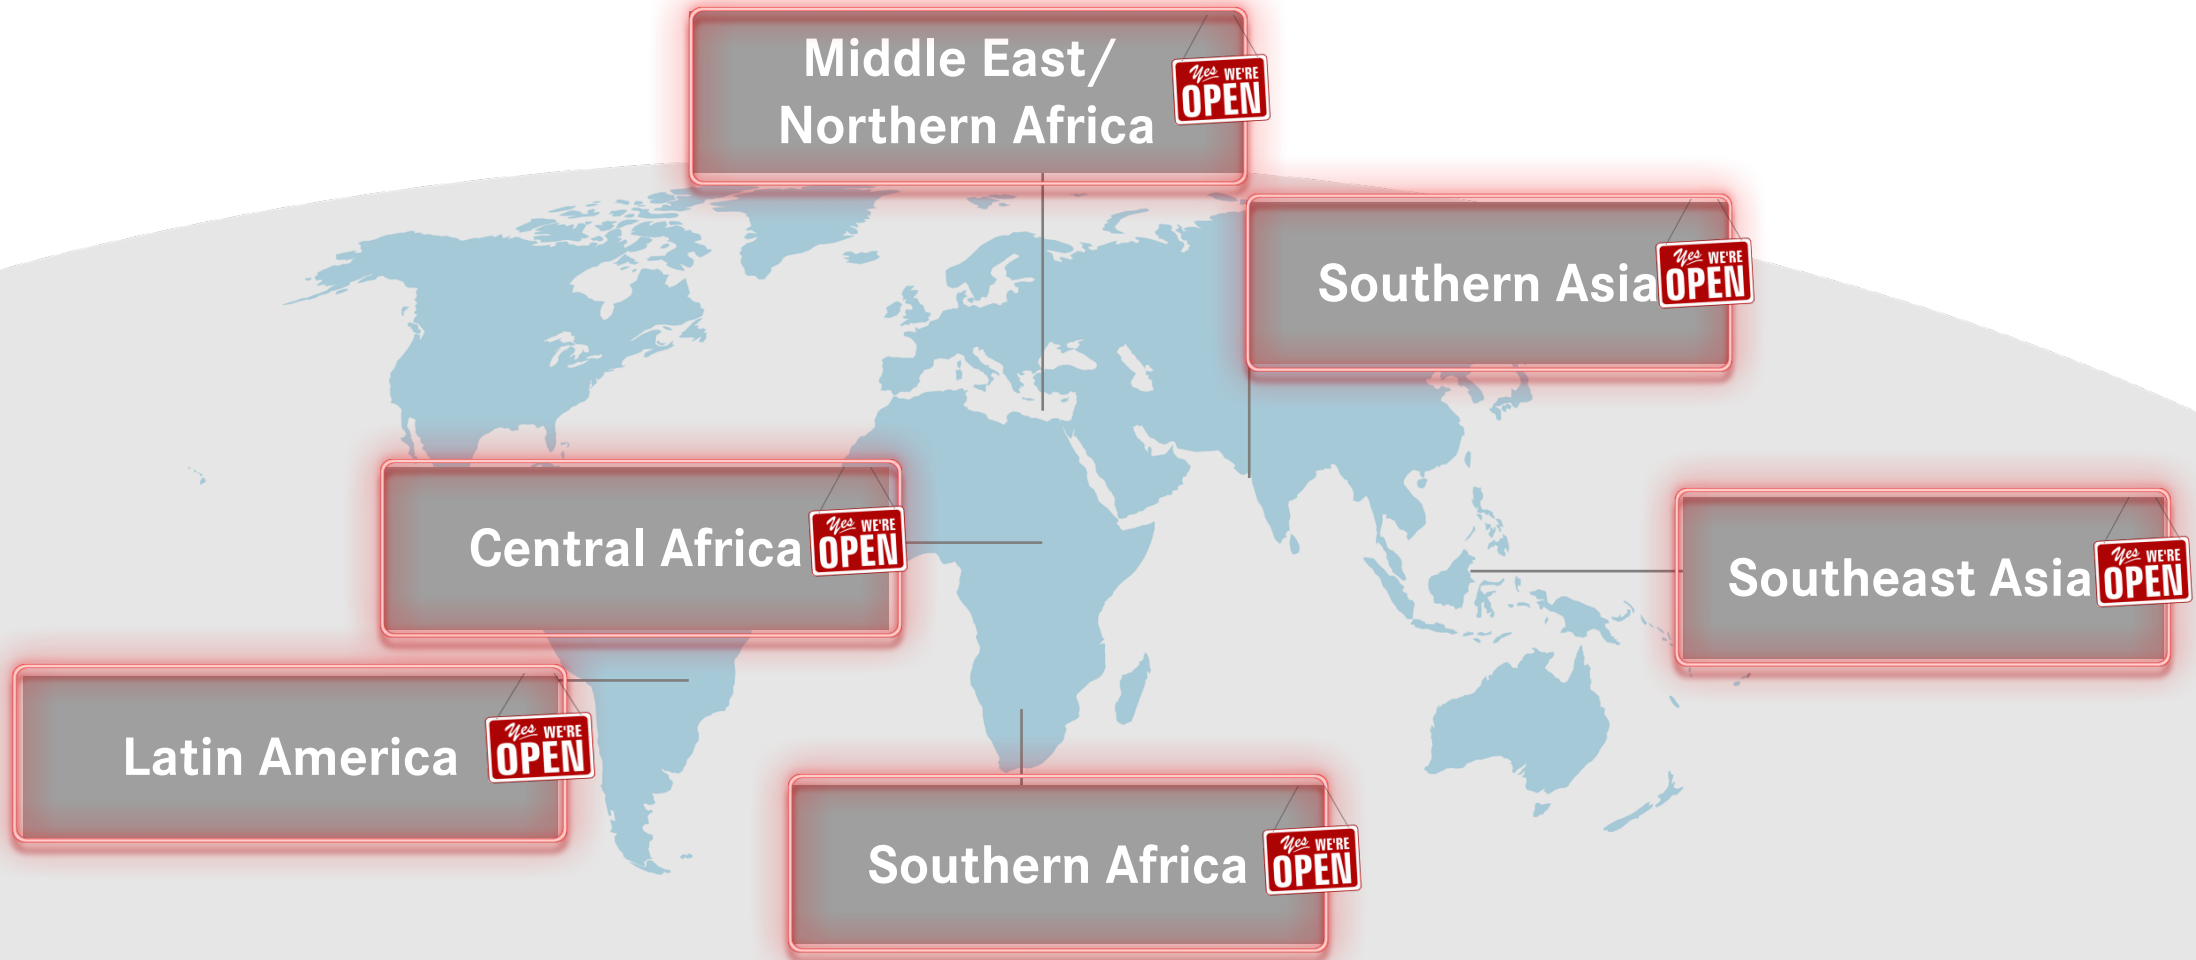 Middle East/
Northern Africa
Yes WE'RE
OPEN
Southern Asia
Yes WE'RE
OPEN
Central Africa
Yes WE'RE
OPEN
Southeast Asia
Yes WE'RE
OPEN
Latin America
Yes WE'RE
OPEN
Southern Africa
Yes WE'RE
OPEN